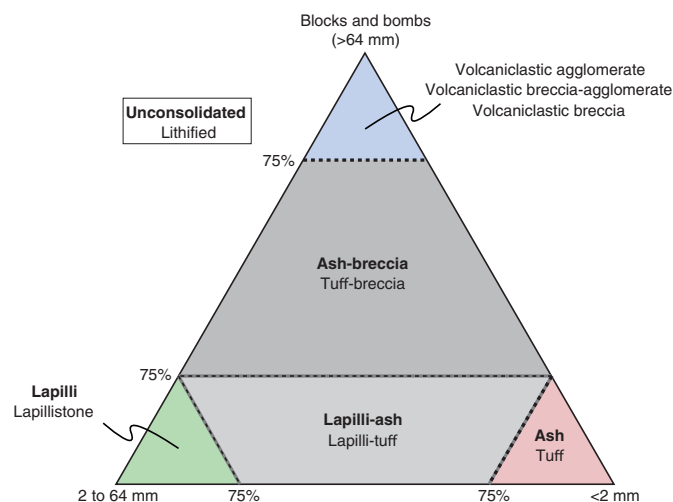 Blocks and bombs
(>64 mm)
Volcaniclastic agglomerate
Volcaniclastic breccia-agglomerate
Volcaniclastic breccia
Unconsolidated
Lithified
75%
Ash-breccia
Tuff-breccia
75%
Lapilli
Lapillistone
Lapilli-ash
Lapilli-tuff
Ash
Tuff
2 to 64 mm
75%
75%
<2 mm